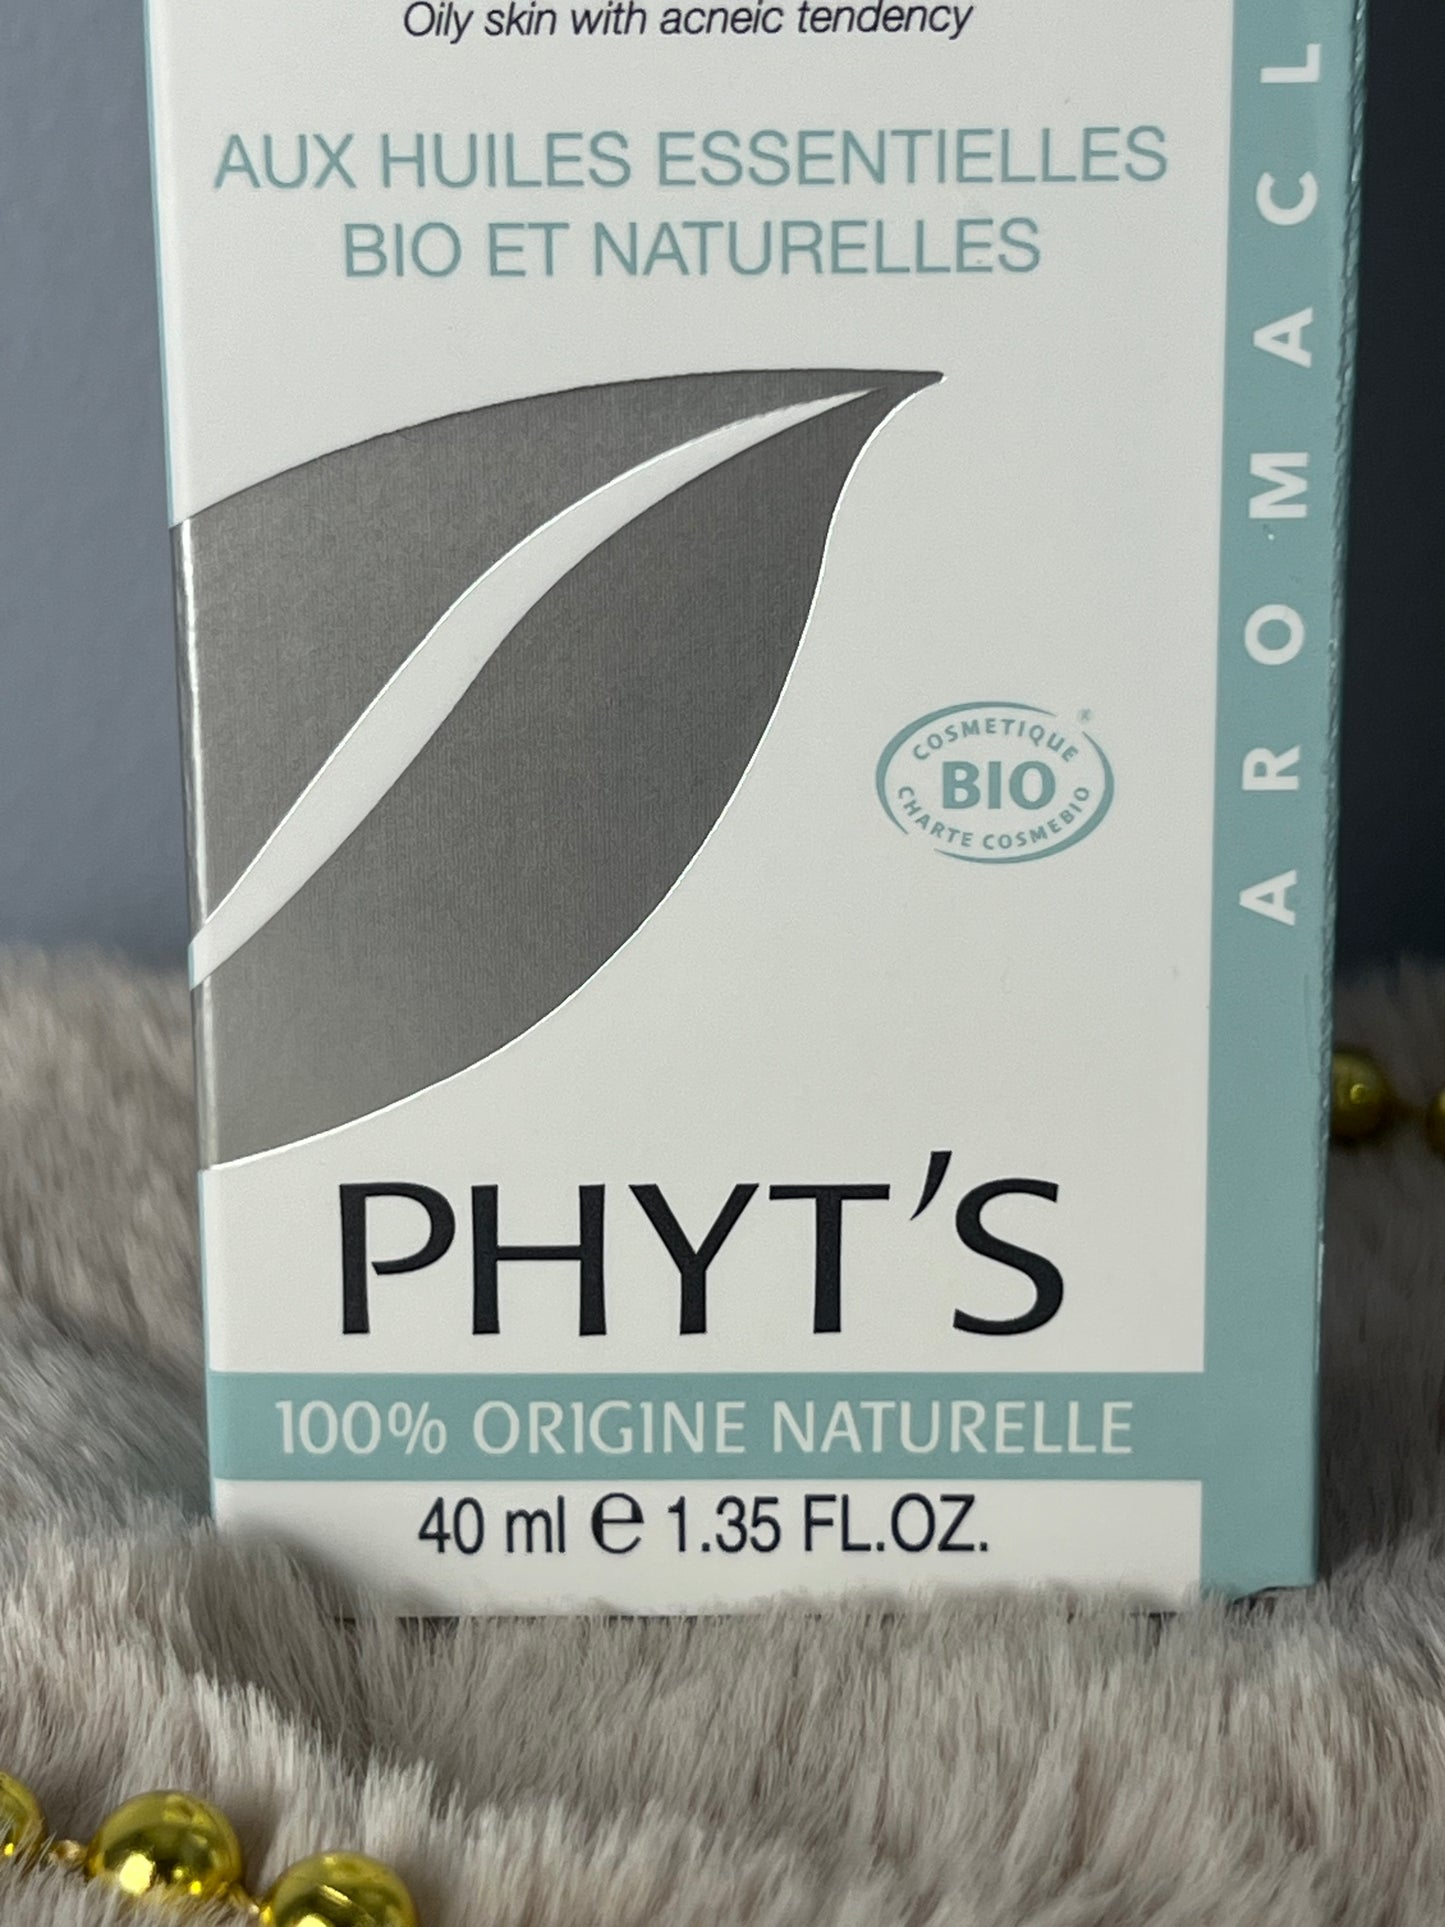 Oily skin with acneic tendency
AUX HUILES ESSENTIELLES
BIO ET NATURELLES
COSMETIQUE ®
BIO
CHARTE COSMEBIO
PHYT'S
100% ORIGINE NATURELLE
40 ml e 1.35 FL.OZ.
AROMACL